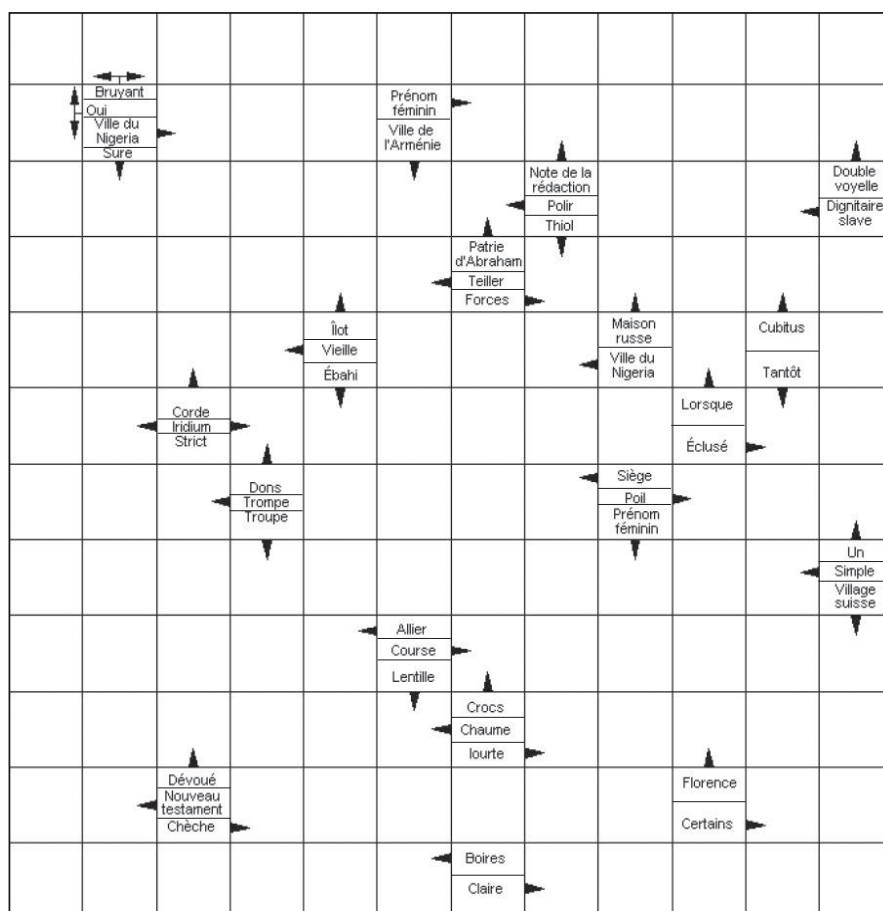 Bruyant
Oui
Ville du
Nigeria
Sure
Prénom
féminin
Ville de
l'Arménie
Note de la
rédaction
Polir
Thiol
Double
voyelle
Dignitaire
slave
Patrie
d'Abraham
Teiller
Forces
Îlot
Vieille
Ébahi
Maison
russe
Ville du
Nigeria
Cubitus
Tantôt
Corde
Iridium
Strict
Lorsque
Éclusé
Dons
Trompe
Troupe
Siège
Poil
Prénom
féminin
Un
Simple
Village
suisse
Allier
Course
Lentille
Crocs
Chaume
Iourte
Dévoué
Nouveau
testament
Chèche
Florence
Certains
Boires
Claire